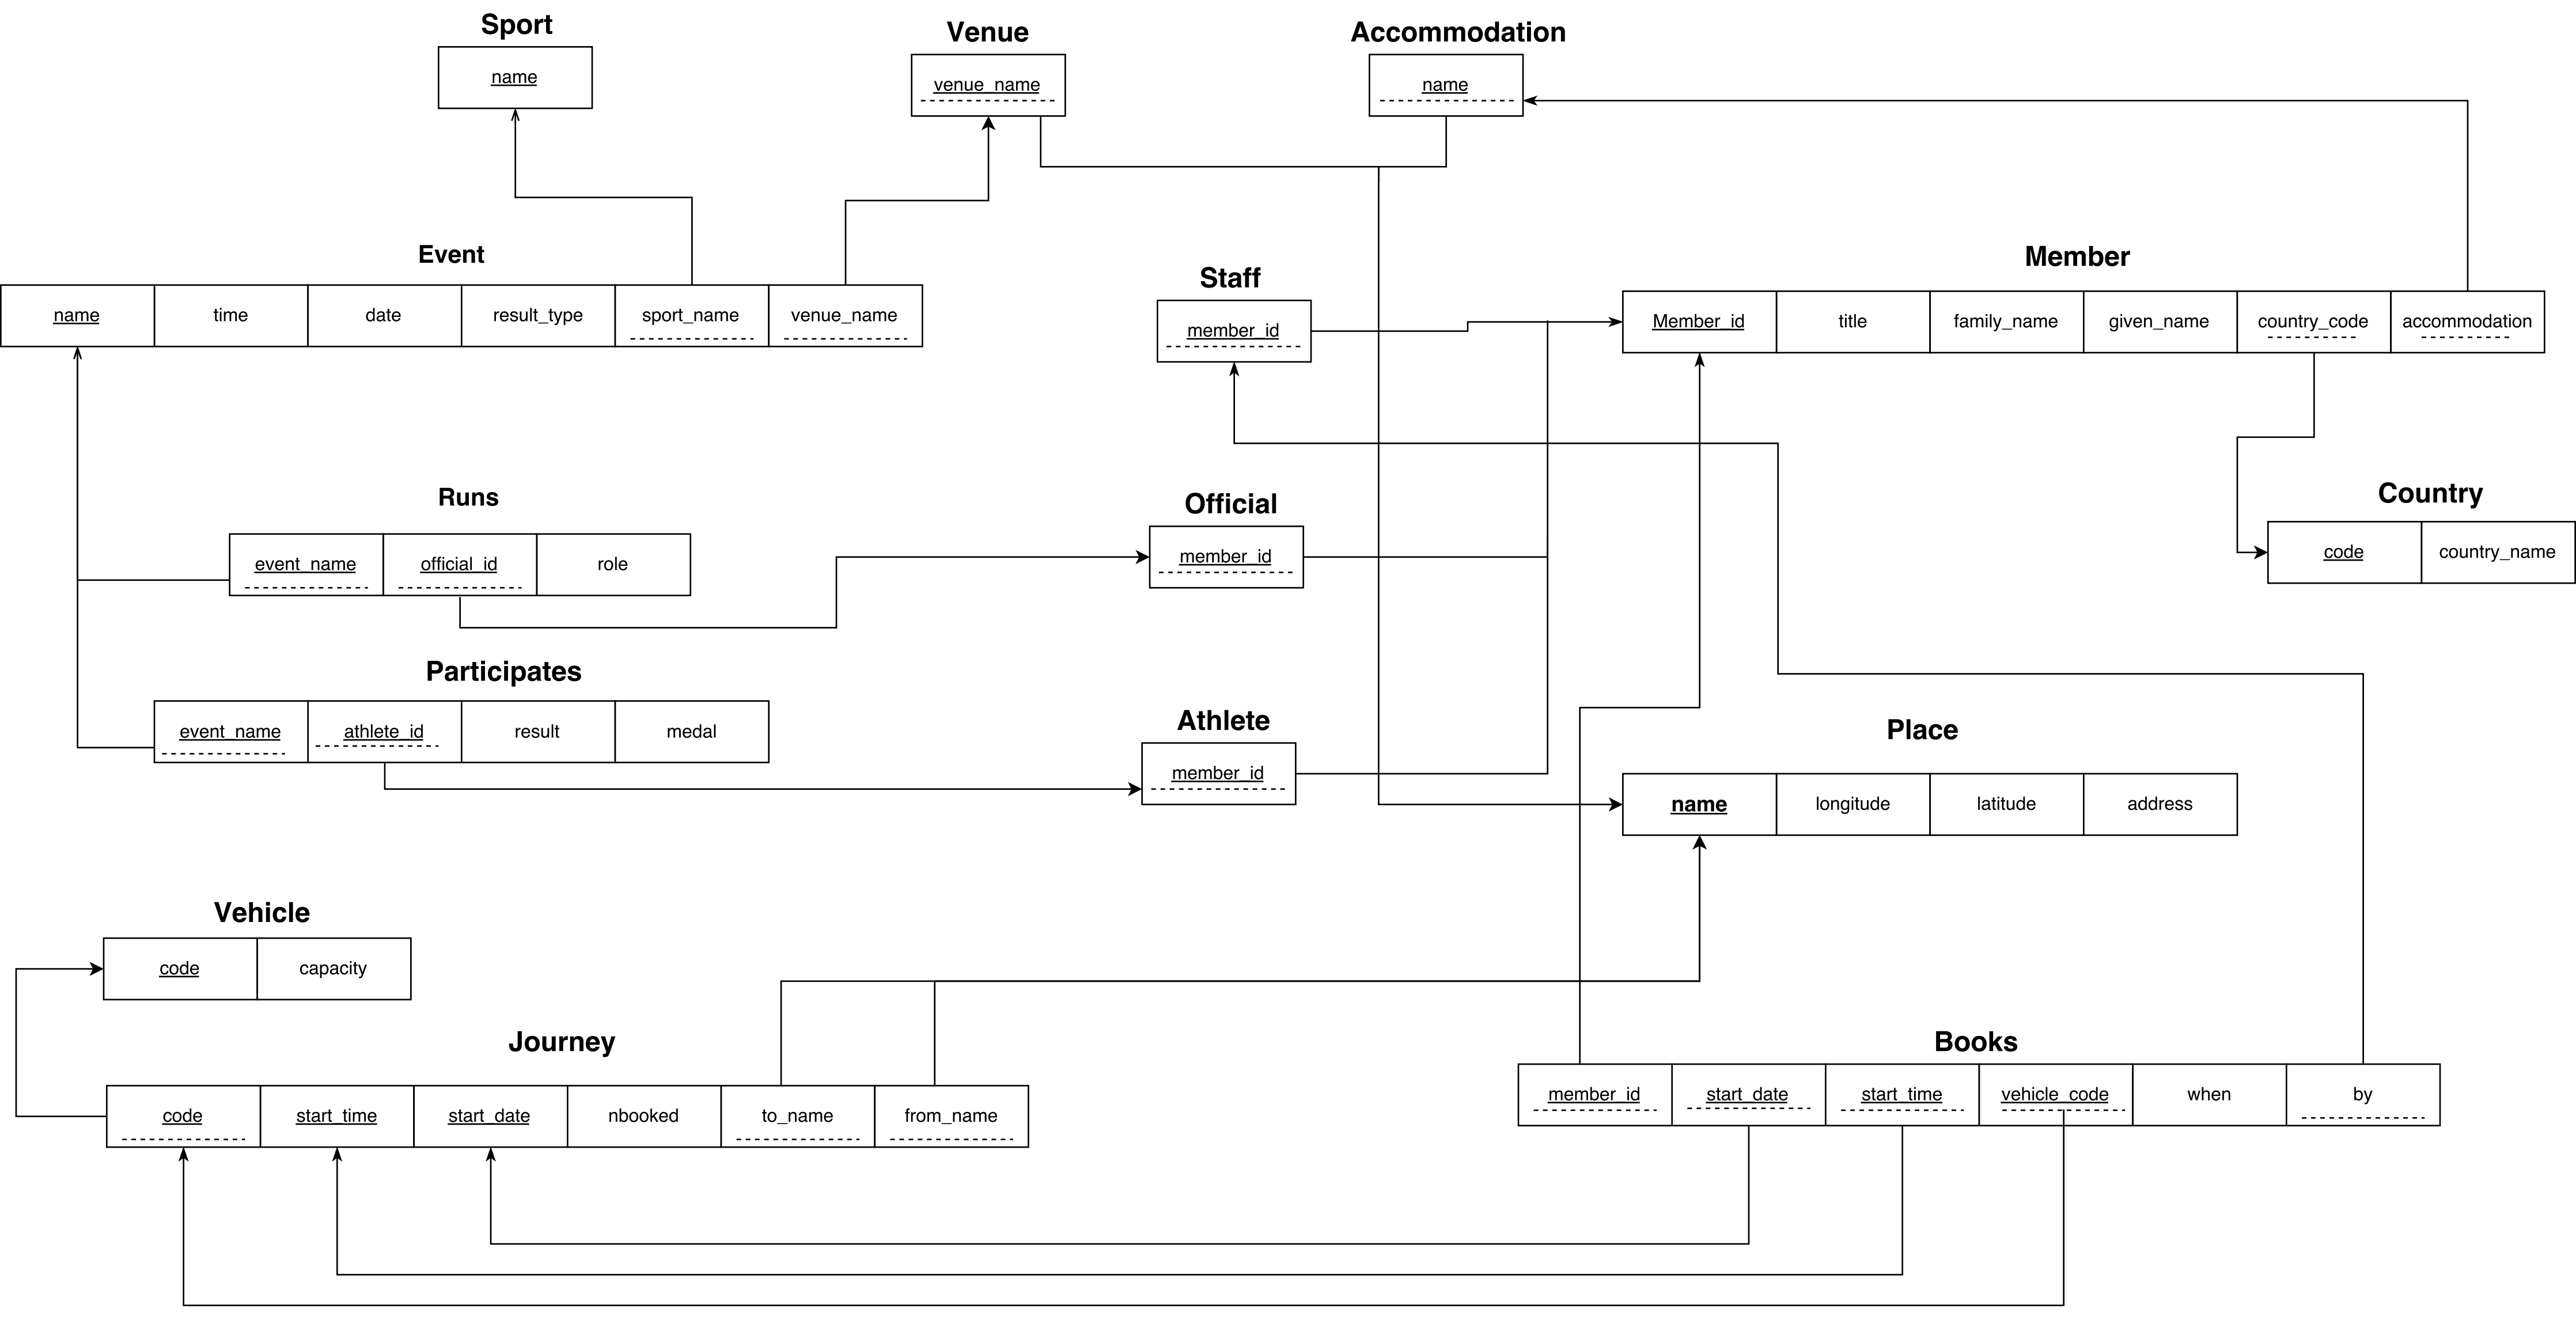 Sport
name
Venue
venue_name
Accommodation
name
Event
name time date result_type sport_name venue_name
Staff
member_id
Member
Member_id title family_name given_name country_code accommodation
Runs
event_name official_id role
Official
member_id
Country
code country_name
Participates
event_name athlete_id result medal
Athlete
member_id
Place
name longitude latitude address
Vehicle
code capacity
Journey
code start_time start_date nbooked to_name from_name
Books
member_id start_date start_time vehicle_code when by